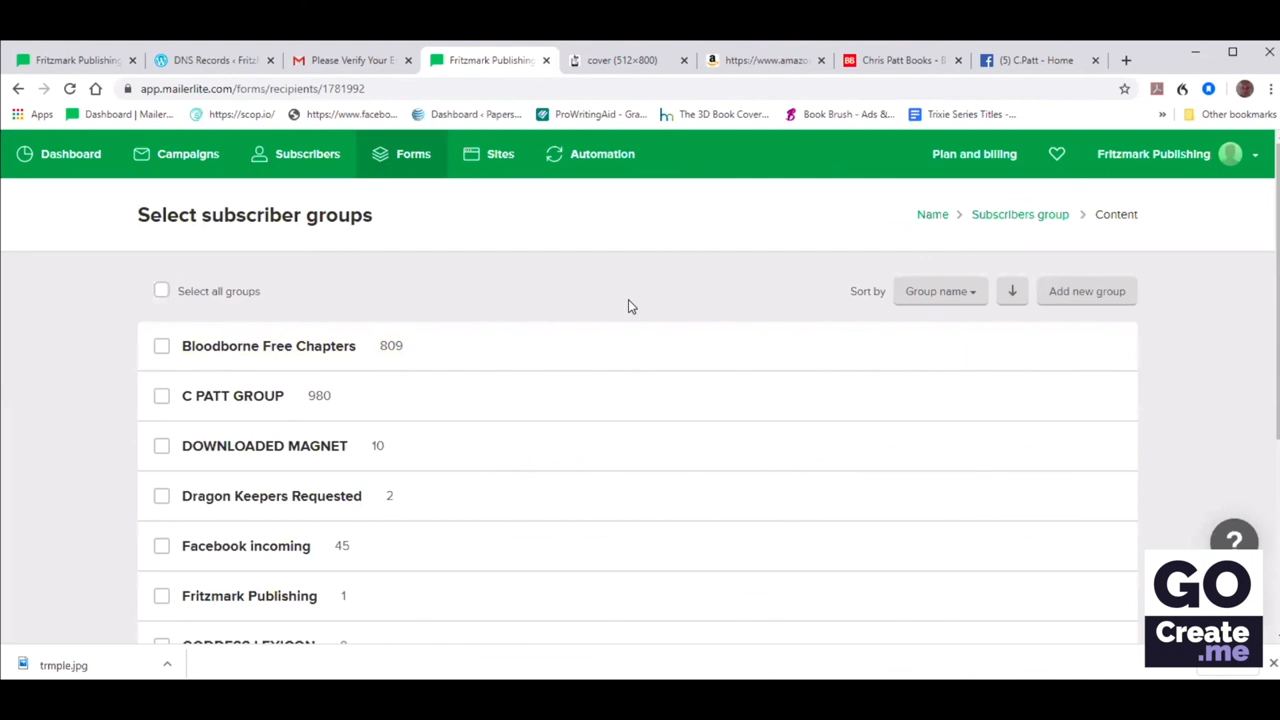 Fritzmark Publishing
DNS Records ‹ Fritz
Please Verify Your E
Fritzmark Publishing
cover (512×800)
https://www.amazo
Chris Patt Books - B
(5) C.Patt - Home
app.mailerlite.com/forms/recipients/1781992
Apps
Dashboard | Mailer...
https://scop.io/
https://www.facebo...
Dashboard ‹ Papers...
ProWritingAid - Gra...
The 3D Book Cover...
Book Brush - Ads &...
Trixie Series Titles -...
»
Other bookmarks
Dashboard
Campaigns
Subscribers
Forms
Sites
Automation
Plan and billing
Fritzmark Publishing
Select subscriber groups
Name > Subscribers group > Content
Select all groups
Sort by
Group name
Add new group
Bloodborne Free Chapters 809
C PATT GROUP 980
DOWNLOADED MAGNET 10
Dragon Keepers Requested 2
Facebook incoming 45
Fritzmark Publishing 1
GODDESS LEXICON
?
GO
Create
.me
trmple.jpg